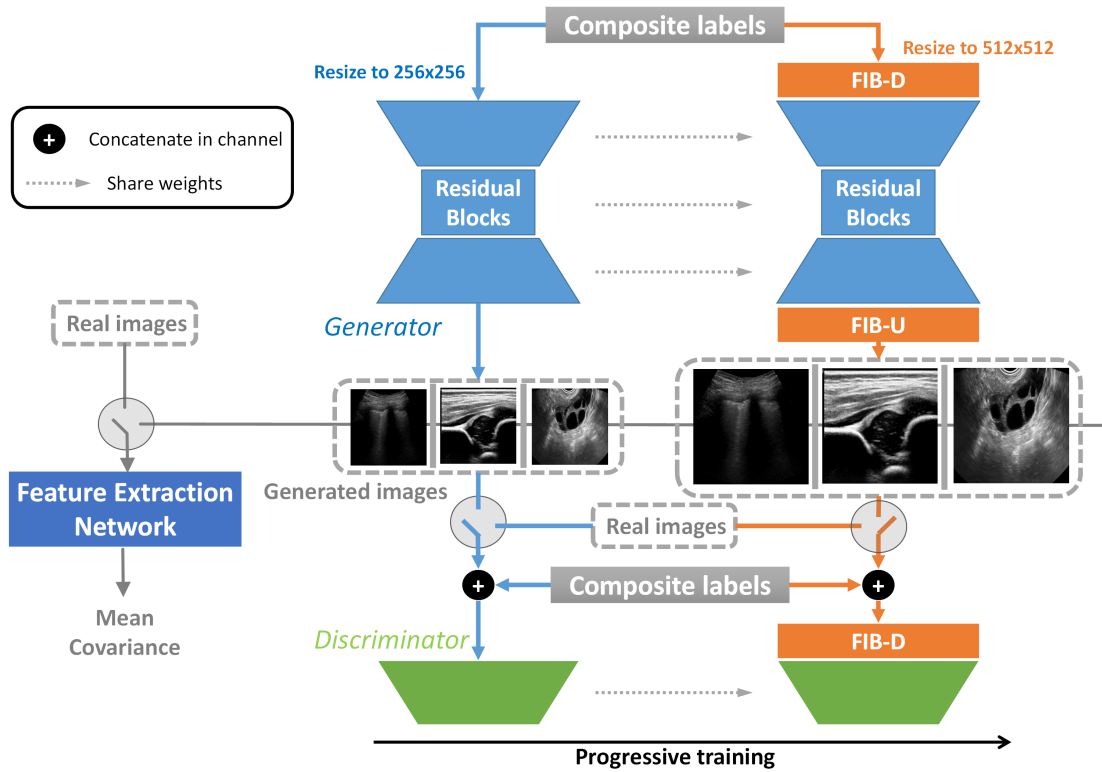 Composite labels
Resize to 256x256
Resize to 512x512
FIB-D
+
Concatenate in channel
Share weights
Residual
Blocks
Residual
Blocks
Real images
Generator
FIB-U
Feature Extraction
Network
Generated images
Real images
Mean
Covariance
+
Composite labels
+
Discriminator
FIB-D
Progressive training